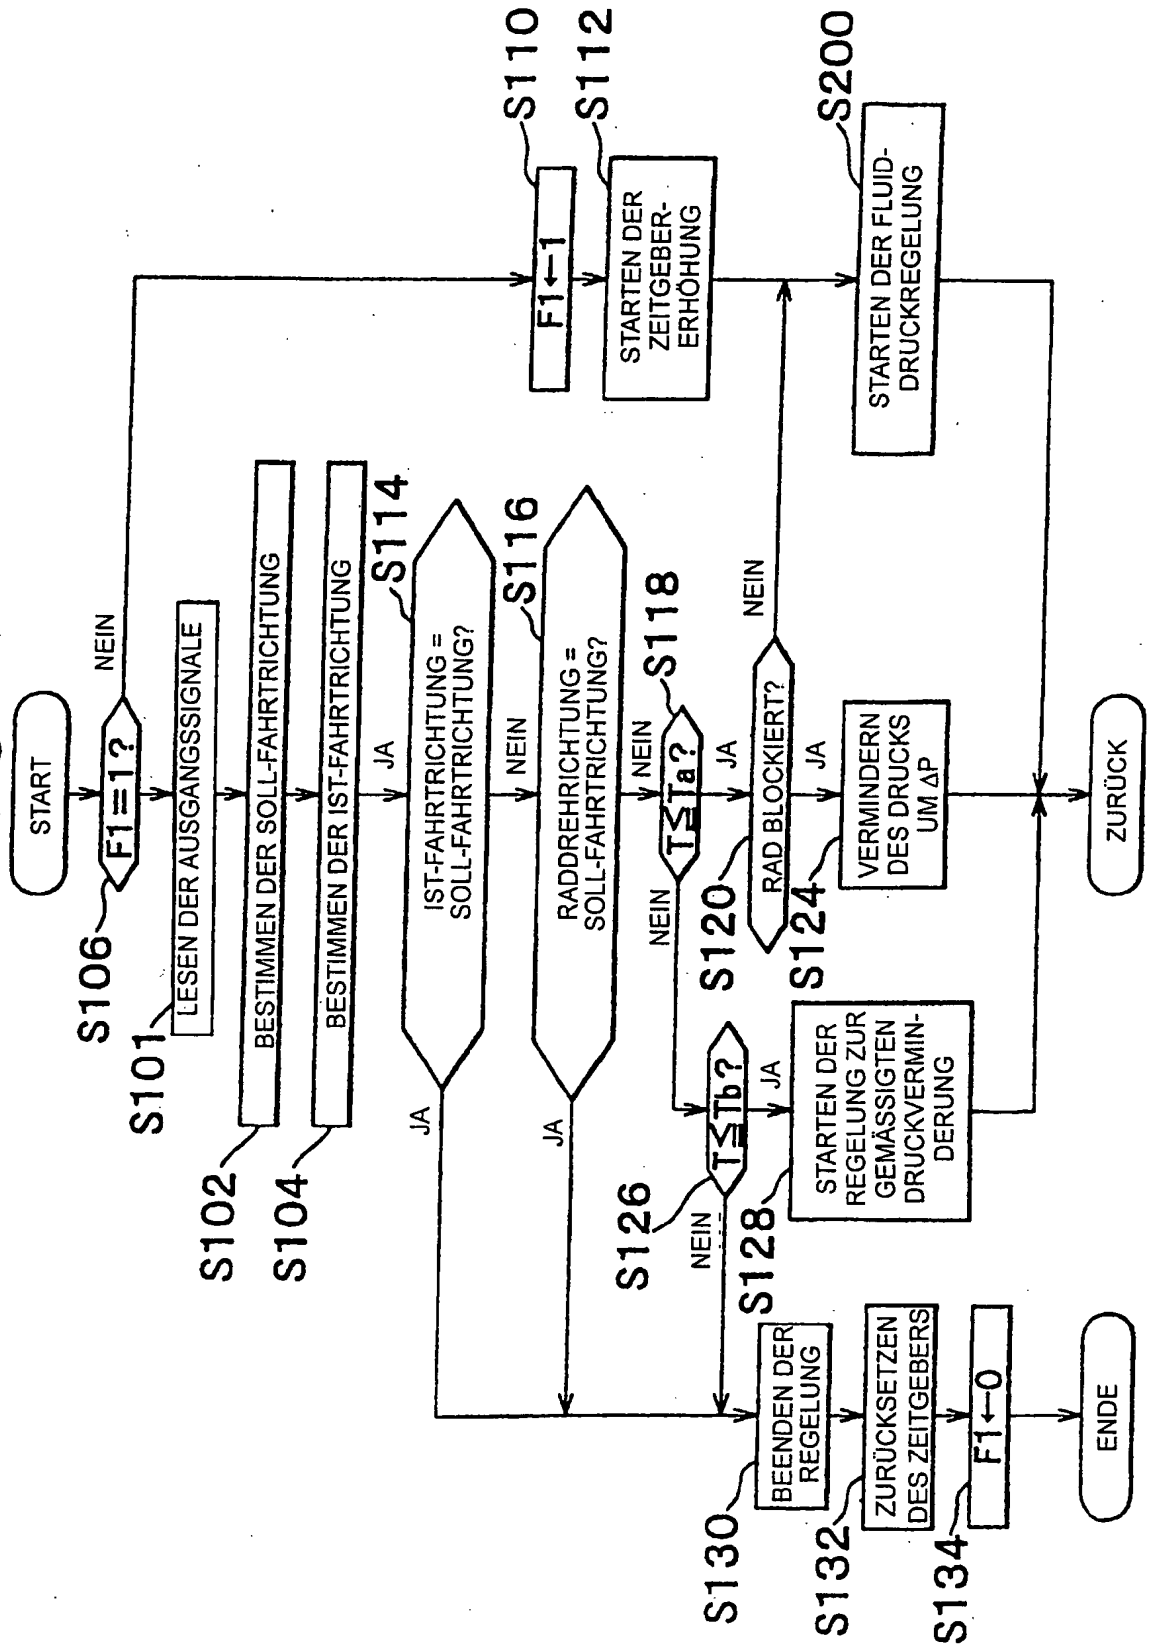 START
S106
F1=1?
NEIN
S101
LESEN DER AUSGANGSSIGNALE
S102
BESTIMMEN DER SOLL-FAHRTRICHTUNG
S104
BESTIMMEN DER IST-FAHRTRICHTUNG
JA
S114
IST-FAHRTRICHTUNG =
SOLL-FAHRTRICHTUNG?
JA
NEIN
S116
RADDREHRICHTUNG =
SOLL-FAHRTRICHTUNG?
JA
NEIN
S110
F1←1
S112
STARTEN DER
ZEITGEBER-
ERHÖHUNG
S118
T≦Ta?
NEIN
JA
S120
RAD BLOCKIERT?
NEIN
JA
S124
VERMINDERN
DES DRUCKS
UM ΔP
S200
STARTEN DER FLUID-
DRUCKREGELUNG
S126
T≦Tb?
NEIN
JA
S128
STARTEN DER
REGELUNG ZUR
GEMÄSSIGTEN
DRUCKVERMIN-
DERUNG
S130
BEENDEN DER
REGELUNG
S132
ZURÜCKSETZEN
DES ZEITGEBERS
S134
F1←0
ENDE
ZURÜCK